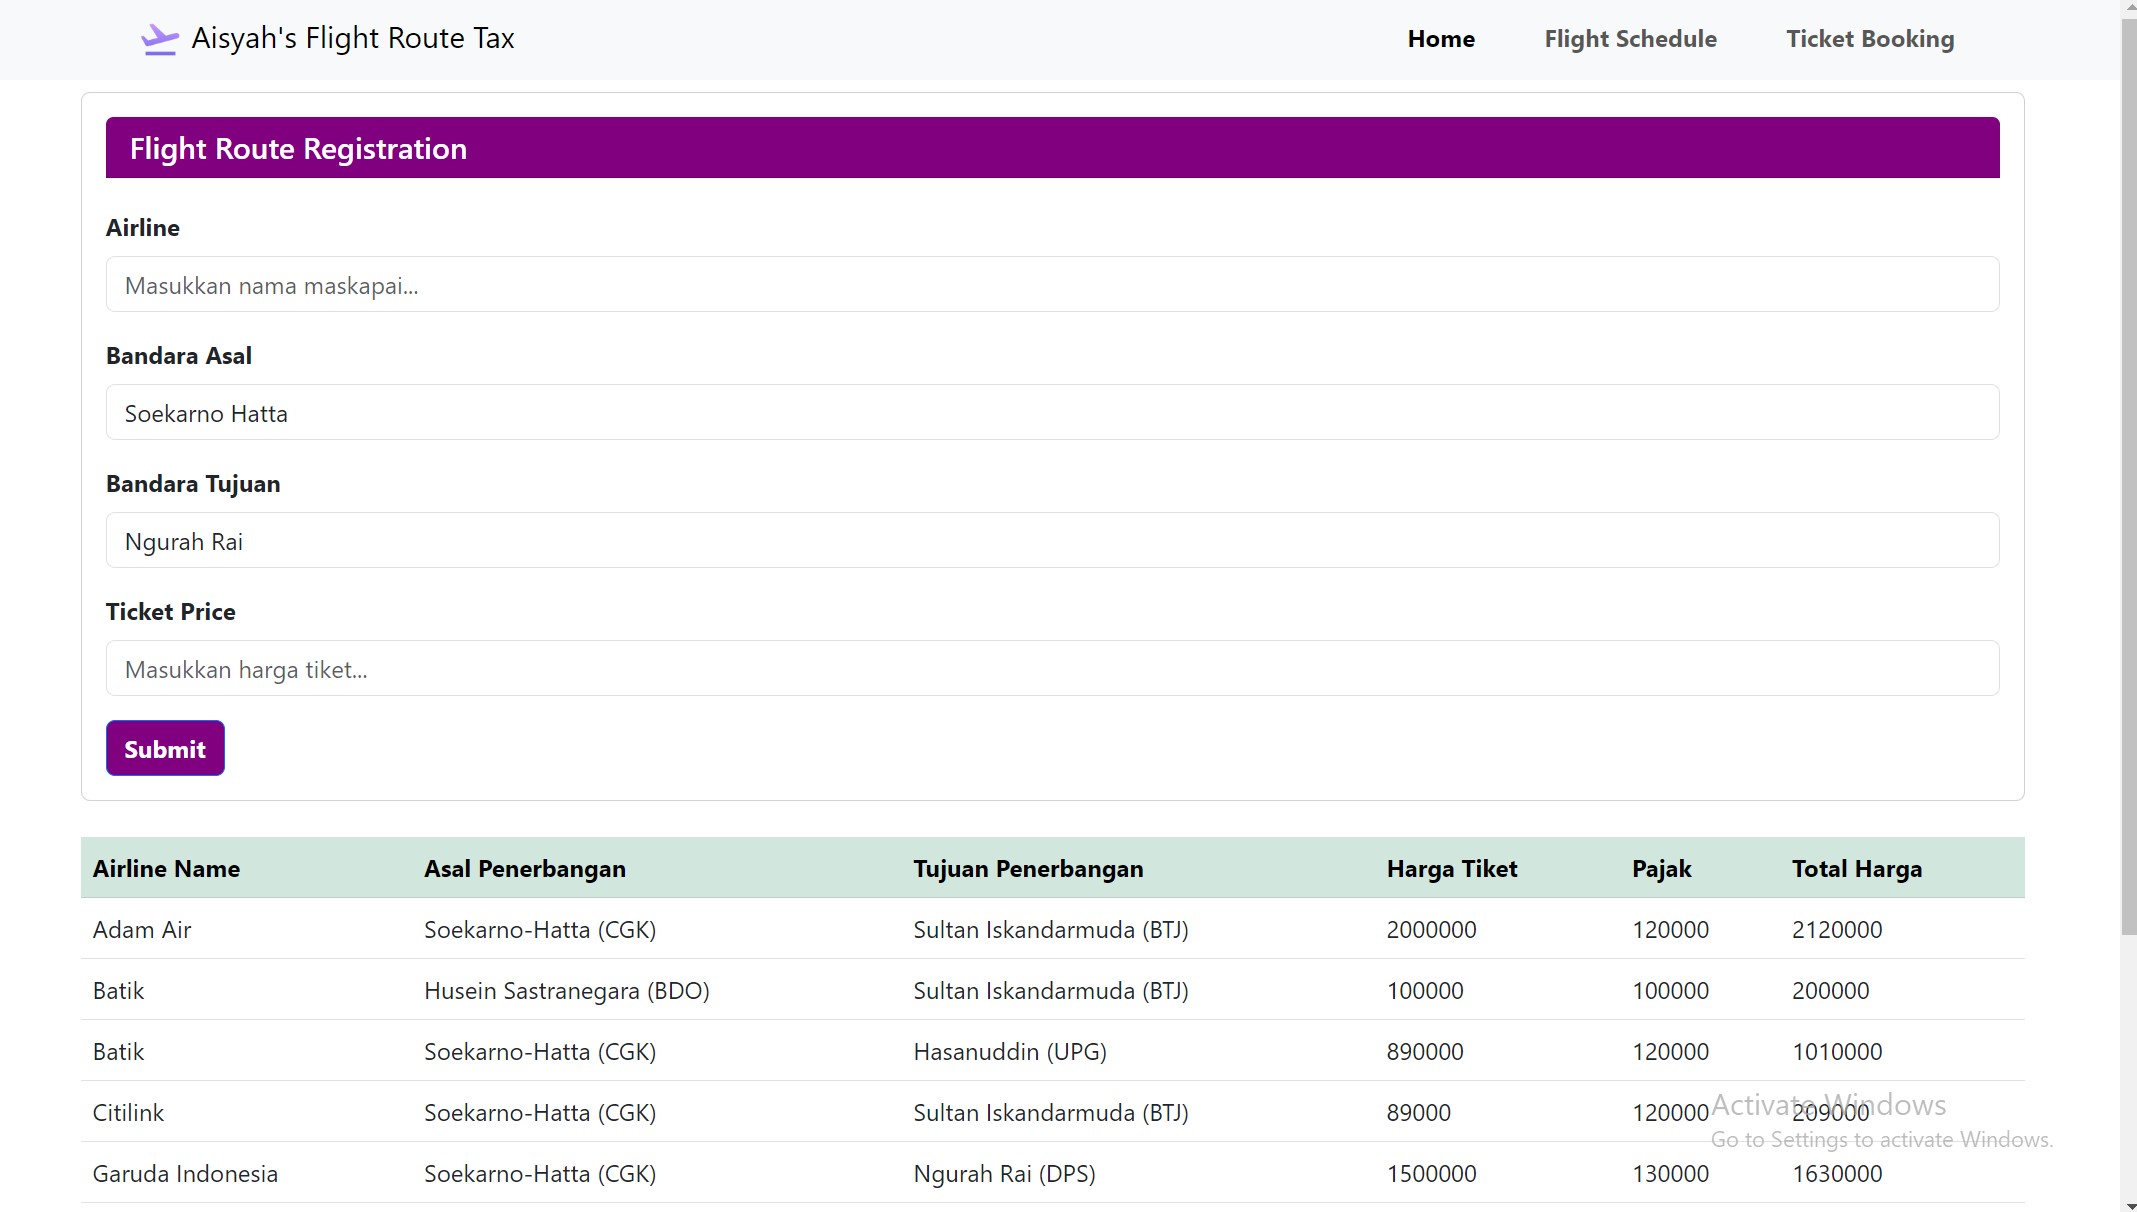 Aisyah's Flight Route Tax Home Flight Schedule Ticket Booking
Flight Route Registration
Airline
Masukkan nama maskapai...
Bandara Asal
Soekarno Hatta
Bandara Tujuan
Ngurah Rai
Ticket Price
Masukkan harga tiket...
Submit
Airline Name Asal Penerbangan Tujuan Penerbangan Harga Tiket Pajak Total Harga
Adam Air Soekarno-Hatta (CGK) Sultan Iskandarmuda (BTJ) 2000000 120000 2120000
Batik Husein Sastranegara (BDO) Sultan Iskandarmuda (BTJ) 100000 100000 200000
Batik Soekarno-Hatta (CGK) Hasanuddin (UPG) 890000 120000 1010000
Citilink Soekarno-Hatta (CGK) Sultan Iskandarmuda (BTJ) 89000 120000 209000
Activate Windows
Go to Settings to activate Windows.
Garuda Indonesia Soekarno-Hatta (CGK) Ngurah Rai (DPS) 1500000 130000 1630000